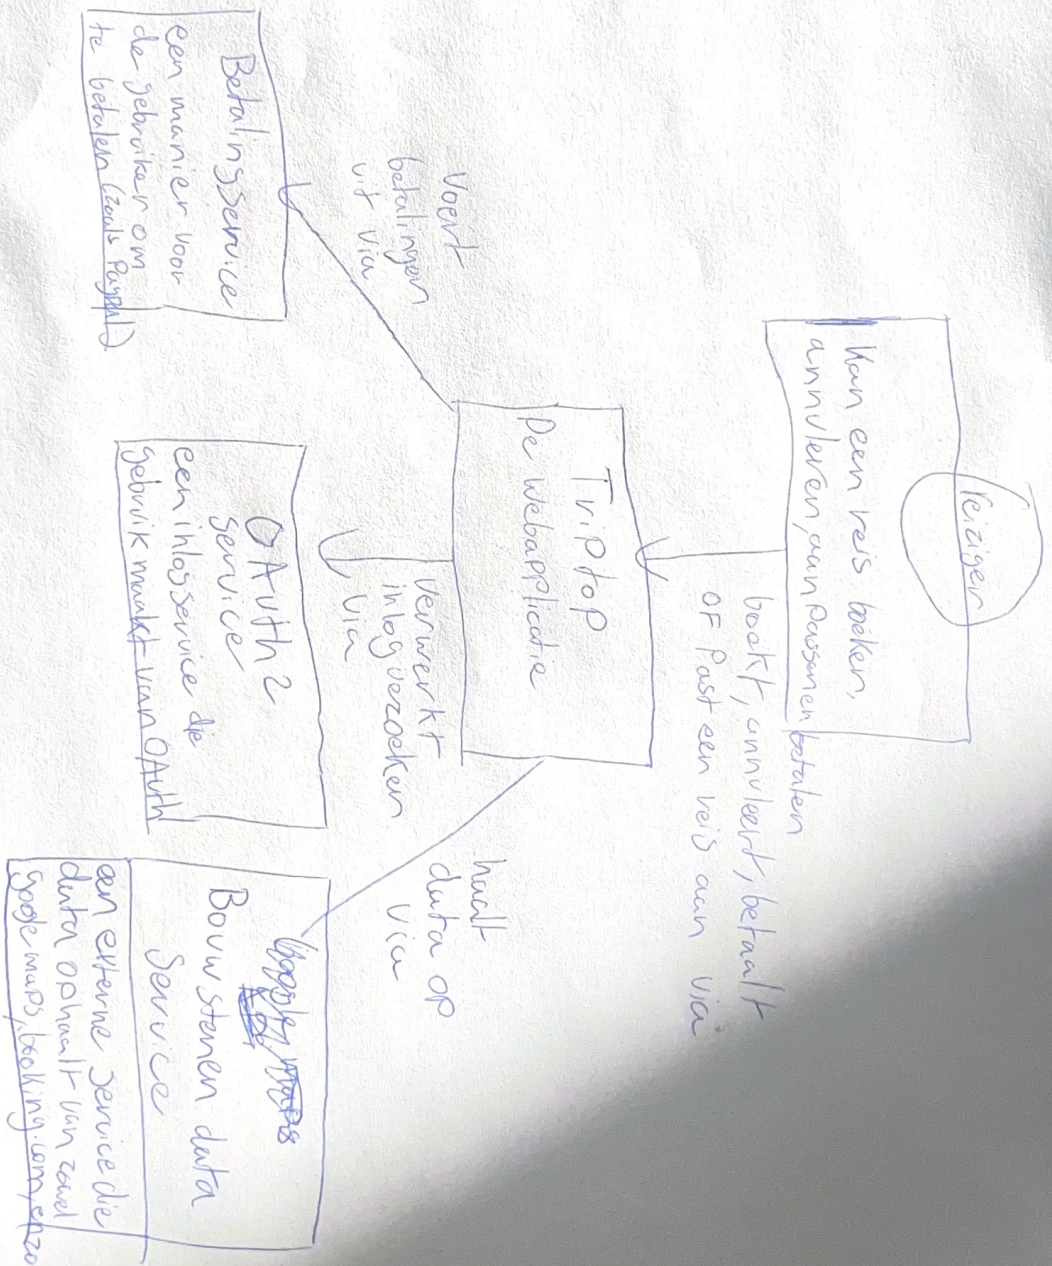 reiziger
Kan een reis boeken,
annuleren, aanpassen en betalen
boekt, annuleert, betaalt
of past een reis aan via
TripTop
De webapplicatie
voert
betalingen
uit via
verwerkt
inlogverzoeken
via
haalt
data op
via
Betalingservice
een manier voor
de gebruiker om
te betalen (zoals Paypal)
OAuth2
service
een inlogservice die
gebruik maakt van OAuth
Google Maps
Bouwstenen data
Service
een externe service die
data ophaalt van zowel
google maps, booking.com, enzo